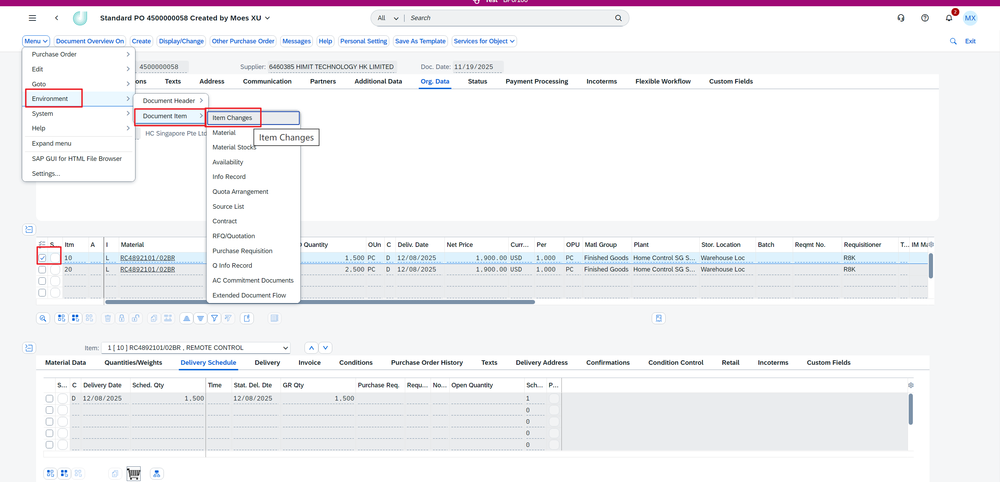 Test BP0/100
Standard PO 4500000058 Created by Moes XU
All Search
2
MX
Menu Document Overview On Create Display/Change Other Purchase Order Messages Help Personal Setting Save As Template Services for Object Exit
Purchase Order
Edit
Goto
Environment
System
Help
Expand menu
SAP GUI for HTML File Browser
Settings...
4500000058 Supplier: 6460385 HIMIT TECHNOLOGY HK LIMITED Doc. Date: 11/19/2025
ons Texts Address Communication Partners Additional Data Org. Data Status Payment Processing Incoterms Flexible Workflow Custom Fields
Document Header
Document Item
HC Singapore Pte Ltd
Item Changes
Material
Item Changes
Material Stocks
Availability
Info Record
Quota Arrangement
Source List
Contract
RFQ/Quotation
Purchase Requisition
Q Info Record
AC Commitment Documents
Extended Document Flow
S... Itm A I Material Quantity OUn C Deliv. Date Net Price Curr... Per OPU Matl Group Plant Stor. Location Batch Reqmt No. Requisitioner T... IM Ma
10 L RC4892101/02BR 1,500 PC D 12/08/2025 1,900.00 USD 1,000 PC Finished Goods Home Control SG S... Warehouse Loc R8K
20 L RC4892101/02BR 2,500 PC D 12/08/2025 1,900.00 USD 1,000 PC Finished Goods Home Control SG S... Warehouse Loc R8K
Item: 1 [ 10 ] RC4892101/02BR , REMOTE CONTROL
Material Data Quantities/Weights Delivery Schedule Delivery Invoice Conditions Purchase Order History Texts Delivery Address Confirmations Condition Control Retail Incoterms Custom Fields
S... C Delivery Date Sched. Qty Time Stat. Del. Dte GR Qty Purchase Req. Requ... No... Open Quantity Sch... P...
D 12/08/2025 1,500 12/08/2025 1,500 1
0
0
0
0